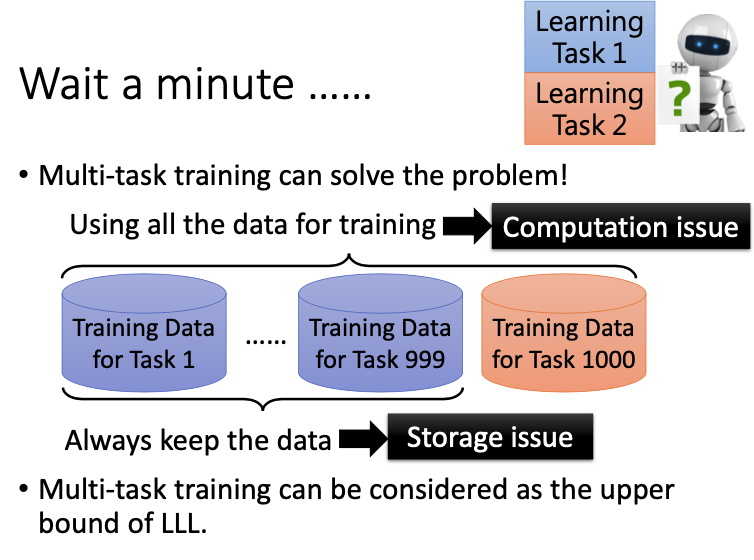 Wait a minute ……
Learning
Task 1
Learning
Task 2
?
• Multi-task training can solve the problem!
Using all the data for training
Computation issue
Training Data
for Task 1
……
Training Data
for Task 999
Training Data
for Task 1000
Always keep the data
Storage issue
• Multi-task training can be considered as the upper
bound of LLL.